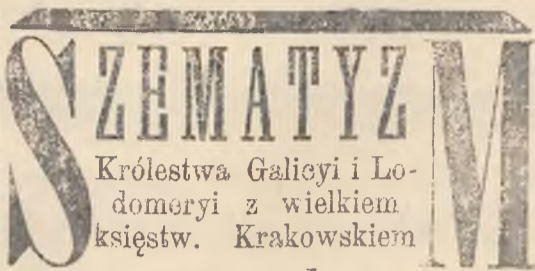 SZEMATYZM
Królestwa Galicyi i Lo-
domeryi z wielkiem
księstw. Krakowskiem